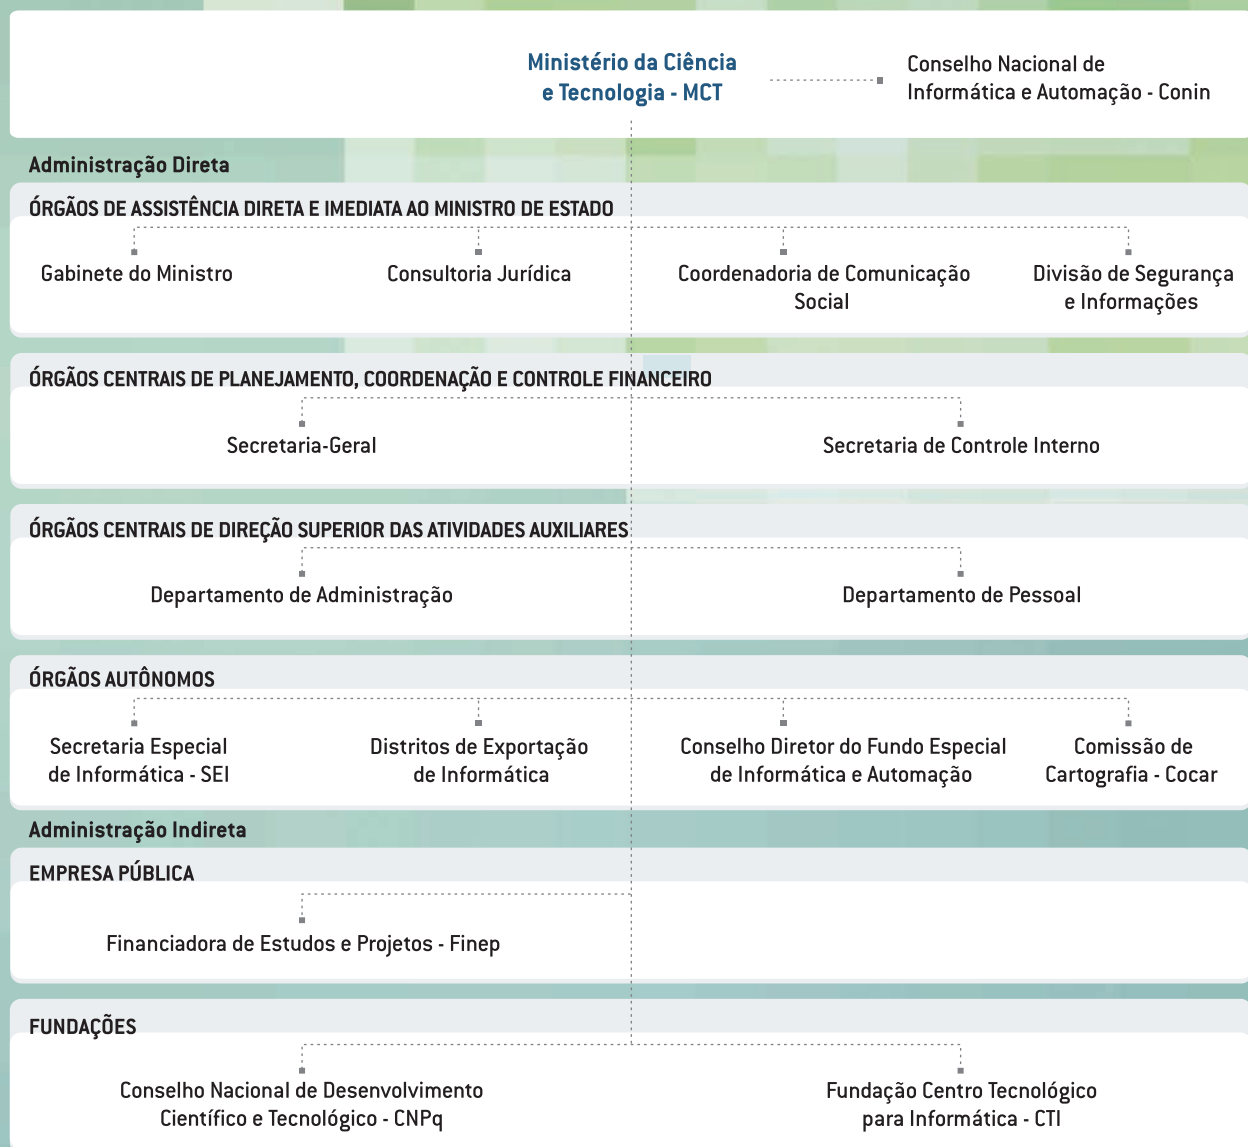 Ministério da Ciência
e Tecnologia - MCT
Conselho Nacional de
Informática e Automação - Conin
Administração Direta
ÓRGÃOS DE ASSISTÊNCIA DIRETA E IMEDIATA AO MINISTRO DE ESTADO
Gabinete do Ministro
Consultoria Jurídica
Coordenadoria de Comunicação
Social
Divisão de Segurança
e Informações
ÓRGÃOS CENTRAIS DE PLANEJAMENTO, COORDENAÇÃO E CONTROLE FINANCEIRO
Secretaria-Geral
Secretaria de Controle Interno
ÓRGÃOS CENTRAIS DE DIREÇÃO SUPERIOR DAS ATIVIDADES AUXILIARES
Departamento de Administração
Departamento de Pessoal
ÓRGÃOS AUTÔNOMOS
Secretaria Especial
de Informática - SEI
Distritos de Exportação
de Informática
Conselho Diretor do Fundo Especial
de Informática e Automação
Comissão de
Cartografia - Cocar
Administração Indireta
EMPRESA PÚBLICA
Financiadora de Estudos e Projetos - Finep
FUNDAÇÕES
Conselho Nacional de Desenvolvimento
Científico e Tecnológico - CNPq
Fundação Centro Tecnológico
para Informática - CTI